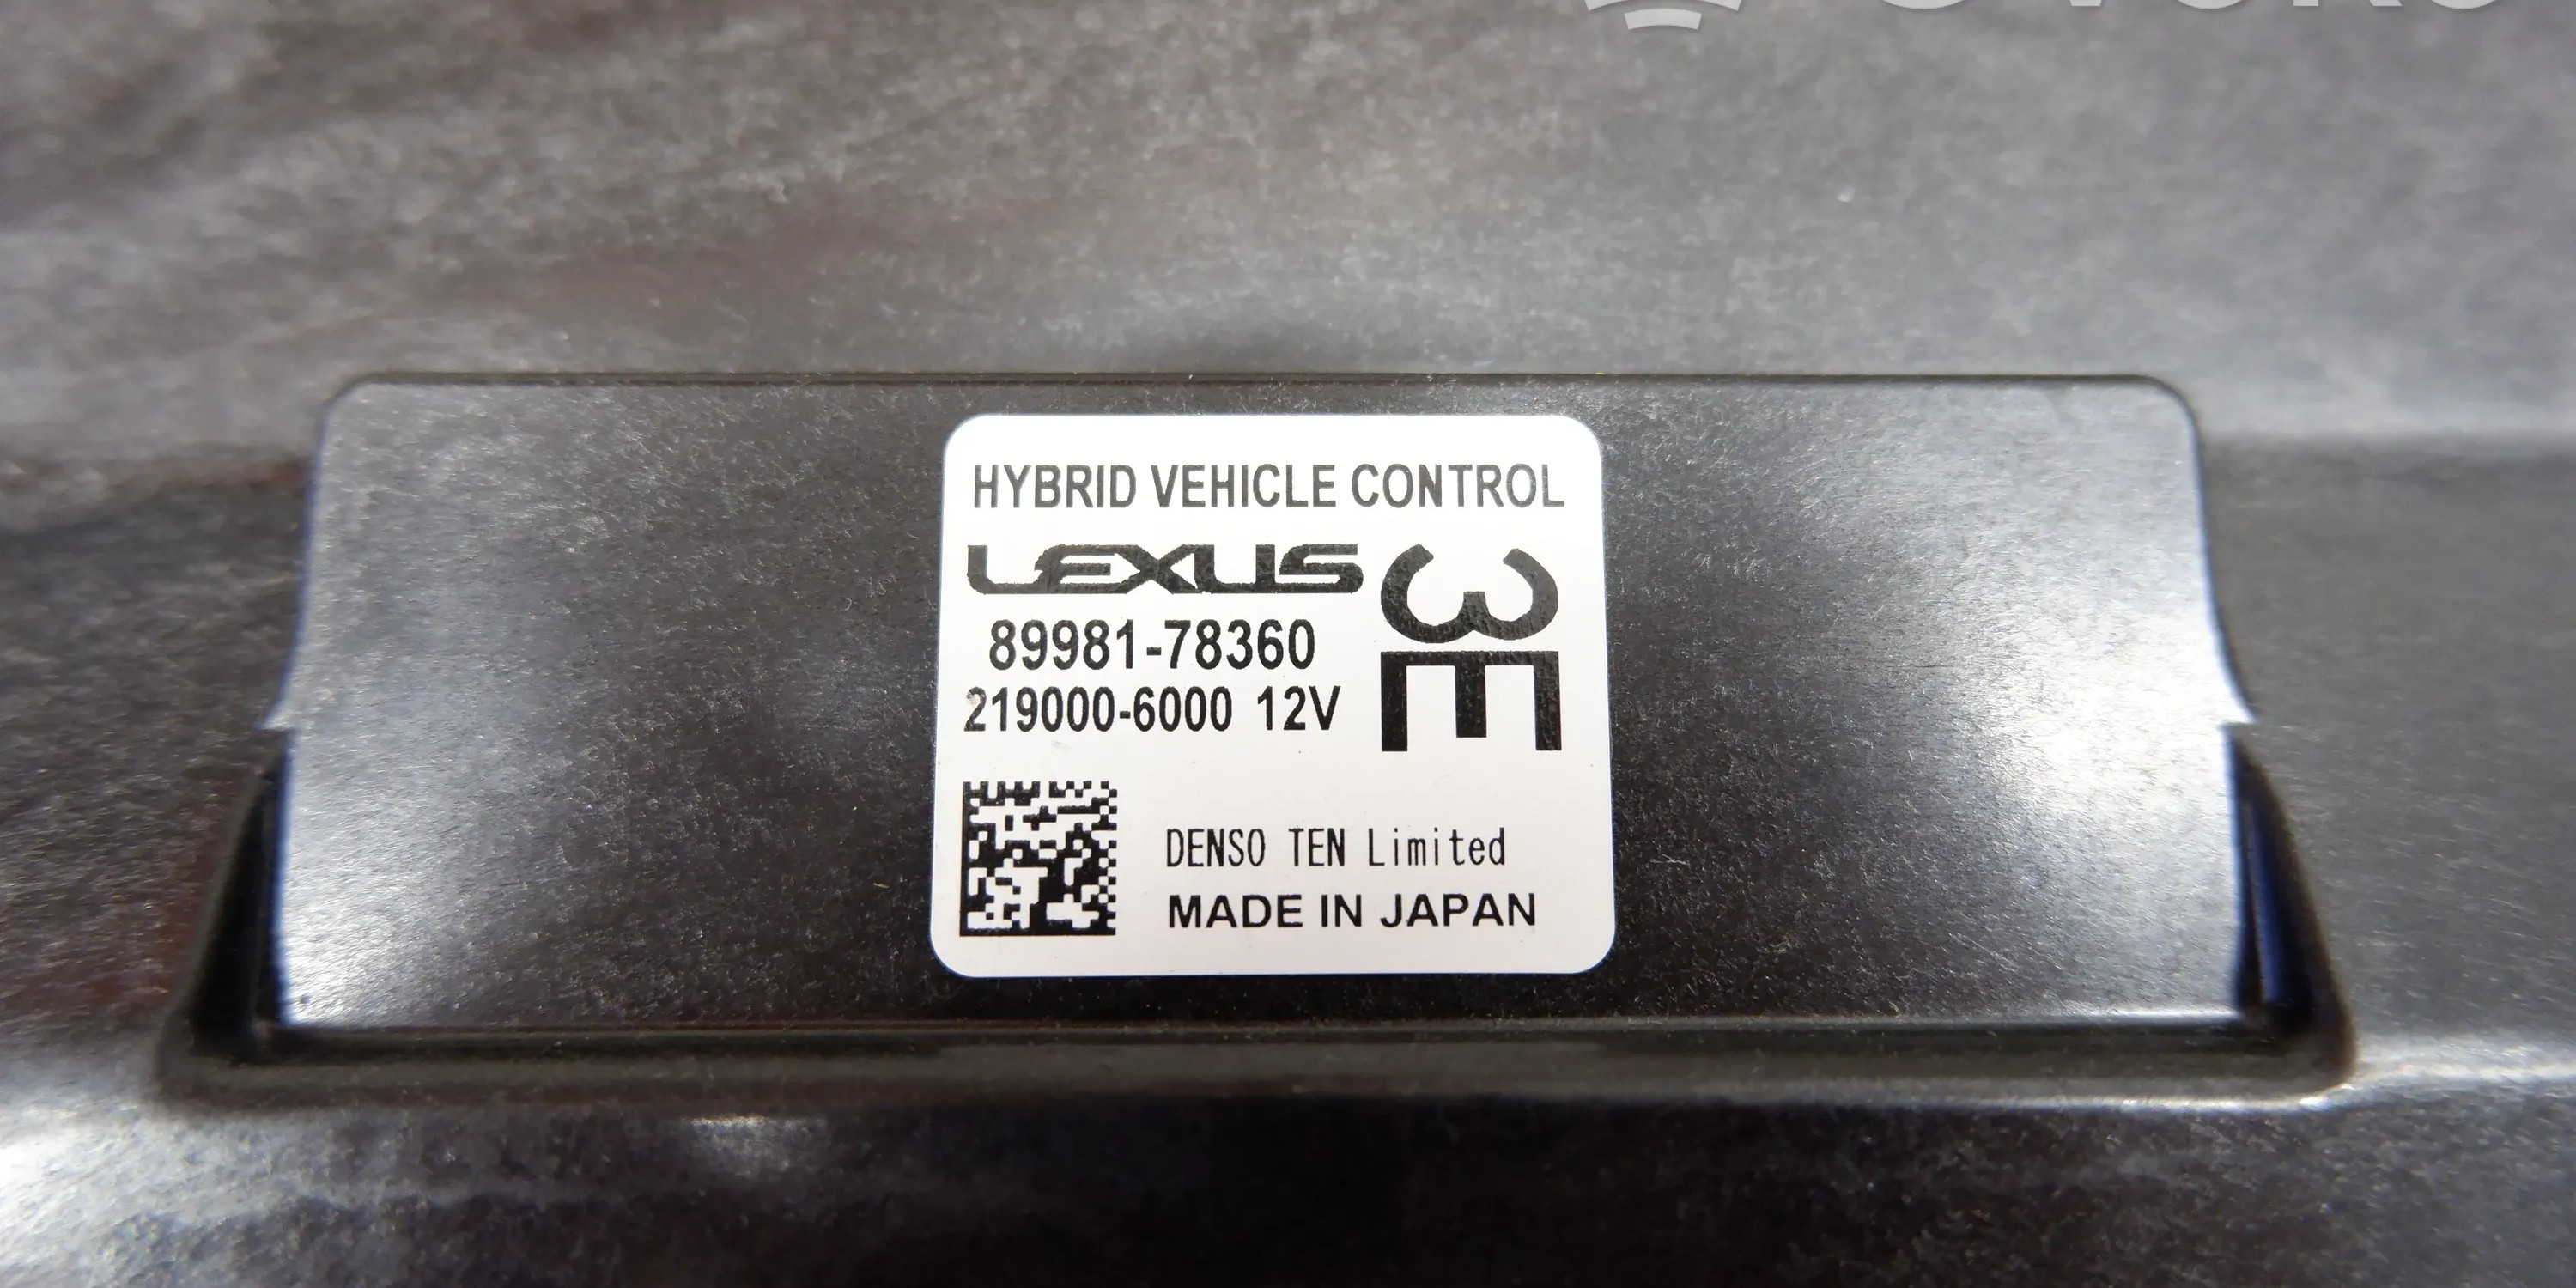 HYBRID VEHICLE CONTROL
LEXUS
89981-78360
219000-6000 12V
3E
DENSO TEN Limited
MADE IN JAPAN